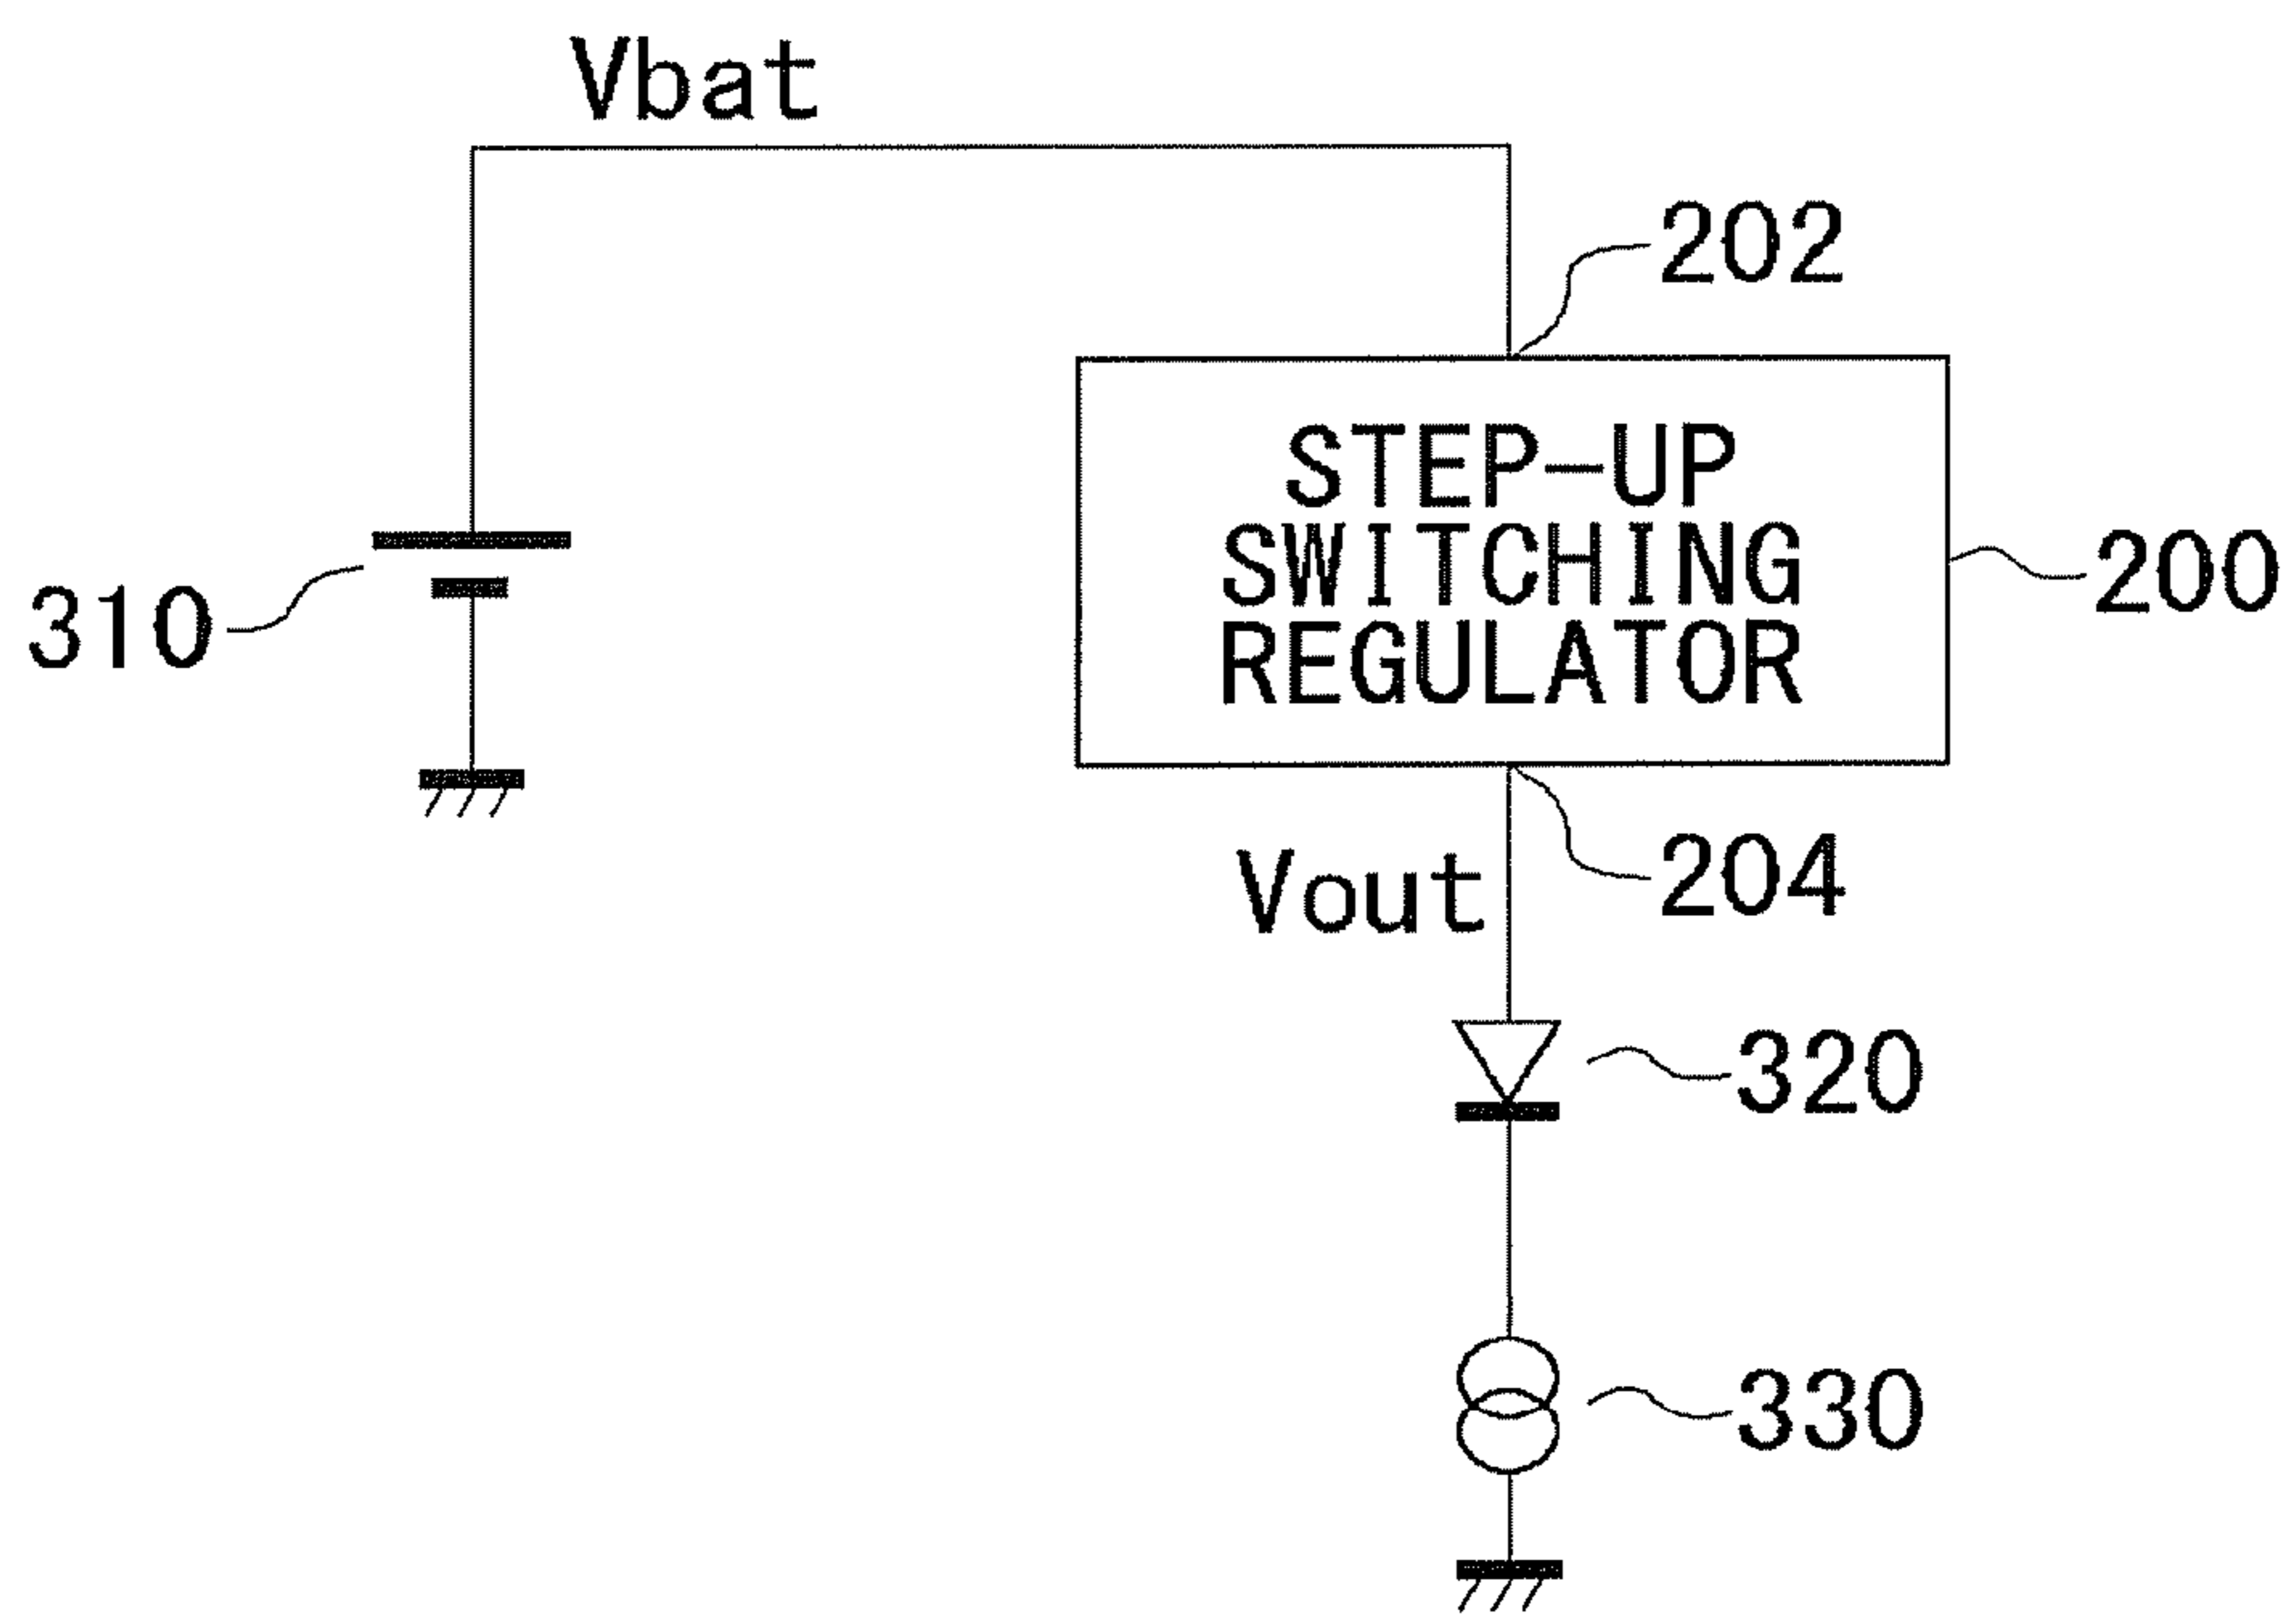 Vbat
202
STEP-UP
SWITCHING
REGULATOR
200
310
Vout
204
320
330